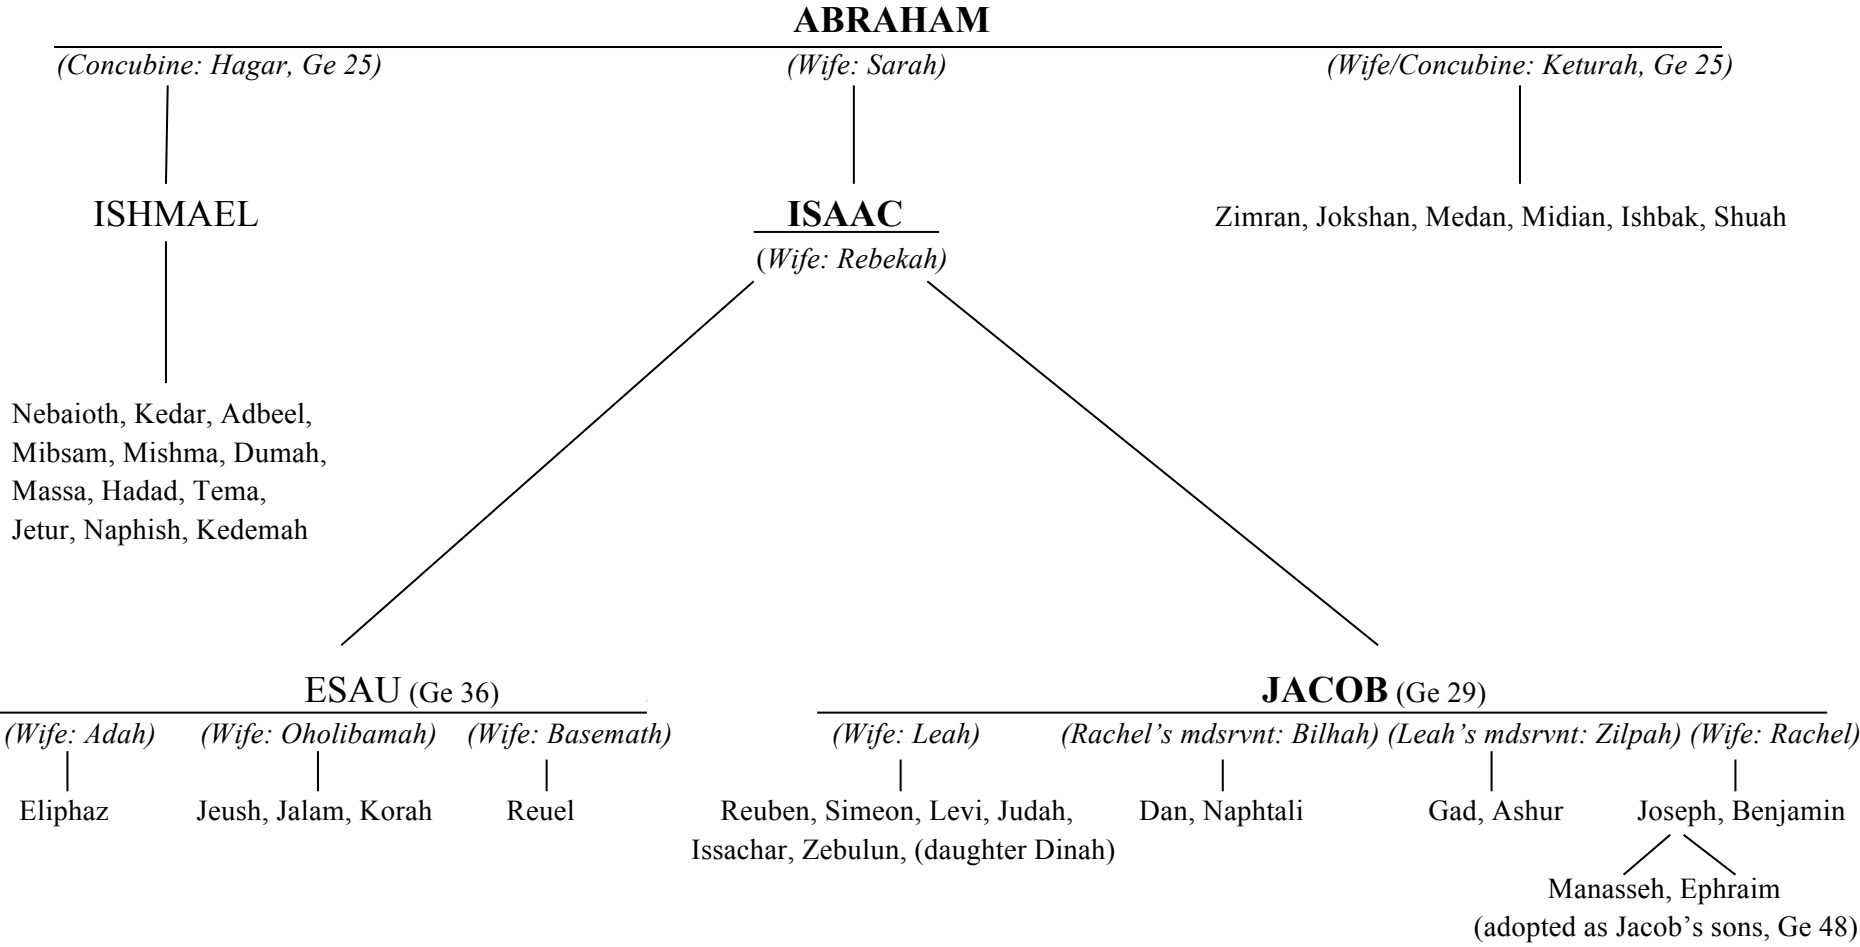 ABRAHAM
(Concubine: Hagar, Ge 25) (Wife: Sarah) (Wife/Concubine: Keturah, Ge 25)
ISHMAEL ISAAC Zimran, Jokshan, Medan, Midian, Ishbak, Shuah
(Wife: Rebekah)
Nebaioth, Kedar, Adbeel,
Mibsam, Mishma, Dumah,
Massa, Hadad, Tema,
Jetur, Naphish, Kedemah
ESAU (Ge 36) JACOB (Ge 29)
(Wife: Adah) (Wife: Oholibamah) (Wife: Basemath) (Wife: Leah) (Rachel’s mdsrvnt: Bilhah) (Leah’s mdsrvnt: Zilpah) (Wife: Rachel)
Eliphaz Jeush, Jalam, Korah Reuel Reuben, Simeon, Levi, Judah, Dan, Naphtali Gad, Ashur Joseph, Benjamin
Issachar, Zebulun, (daughter Dinah)
Manasseh, Ephraim
(adopted as Jacob’s sons, Ge 48)